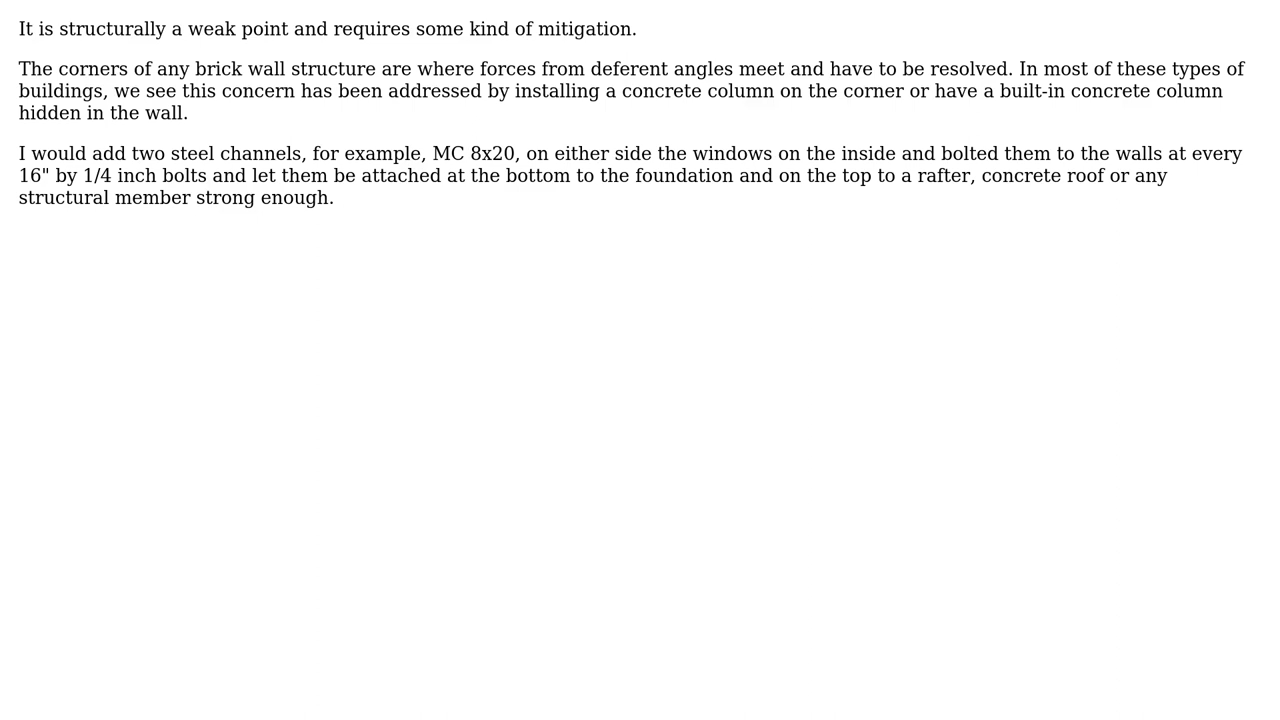 It is structurally a weak point and requires some kind of mitigation.
The corners of any brick wall structure are where forces from deferent angles meet and have to be resolved. In most of these types of
buildings, we see this concern has been addressed by installing a concrete column on the corner or have a built-in concrete column
hidden in the wall.
I would add two steel channels, for example, MC 8x20, on either side the windows on the inside and bolted them to the walls at every
16" by 1/4 inch bolts and let them be attached at the bottom to the foundation and on the top to a rafter, concrete roof or any
structural member strong enough.